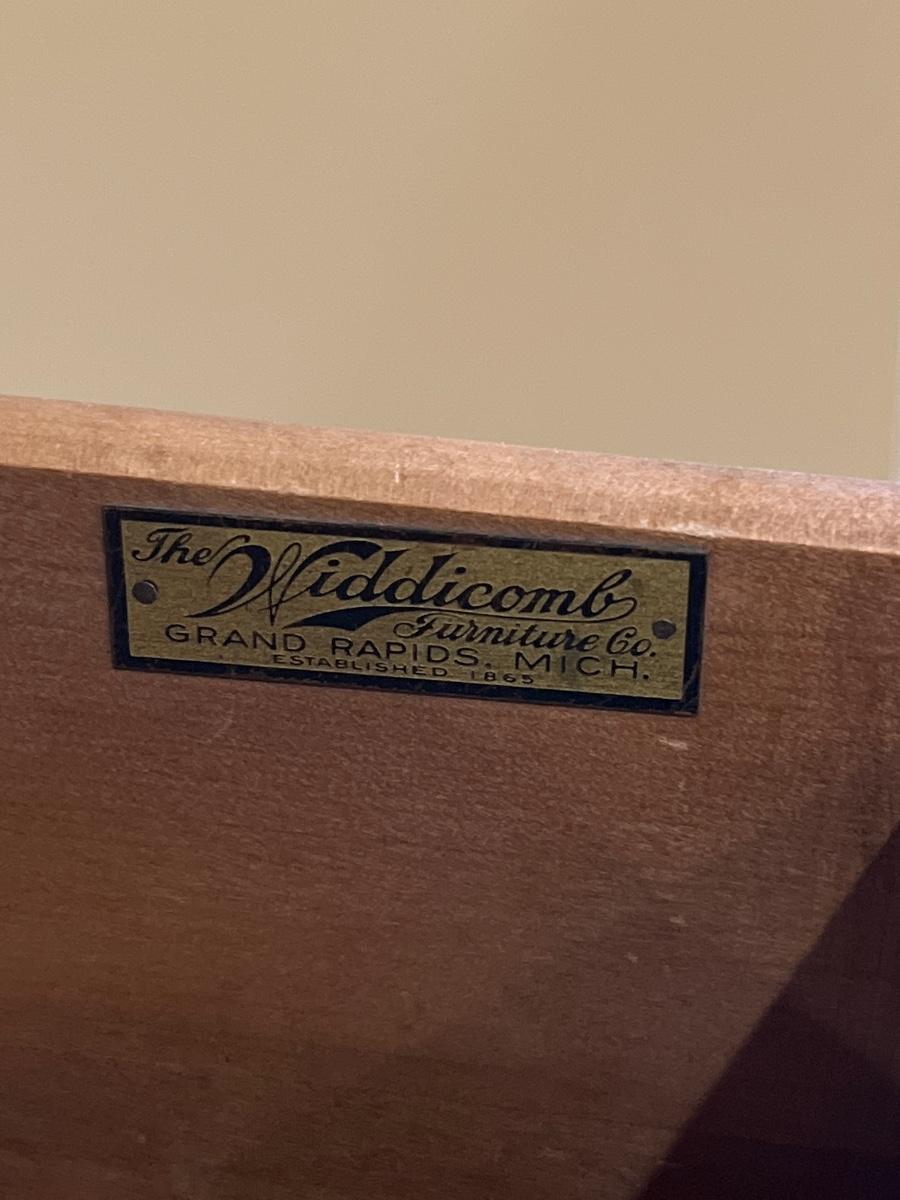 The Widdicomb
Furniture Co.
GRAND RAPIDS, MICH.
ESTABLISHED 1865